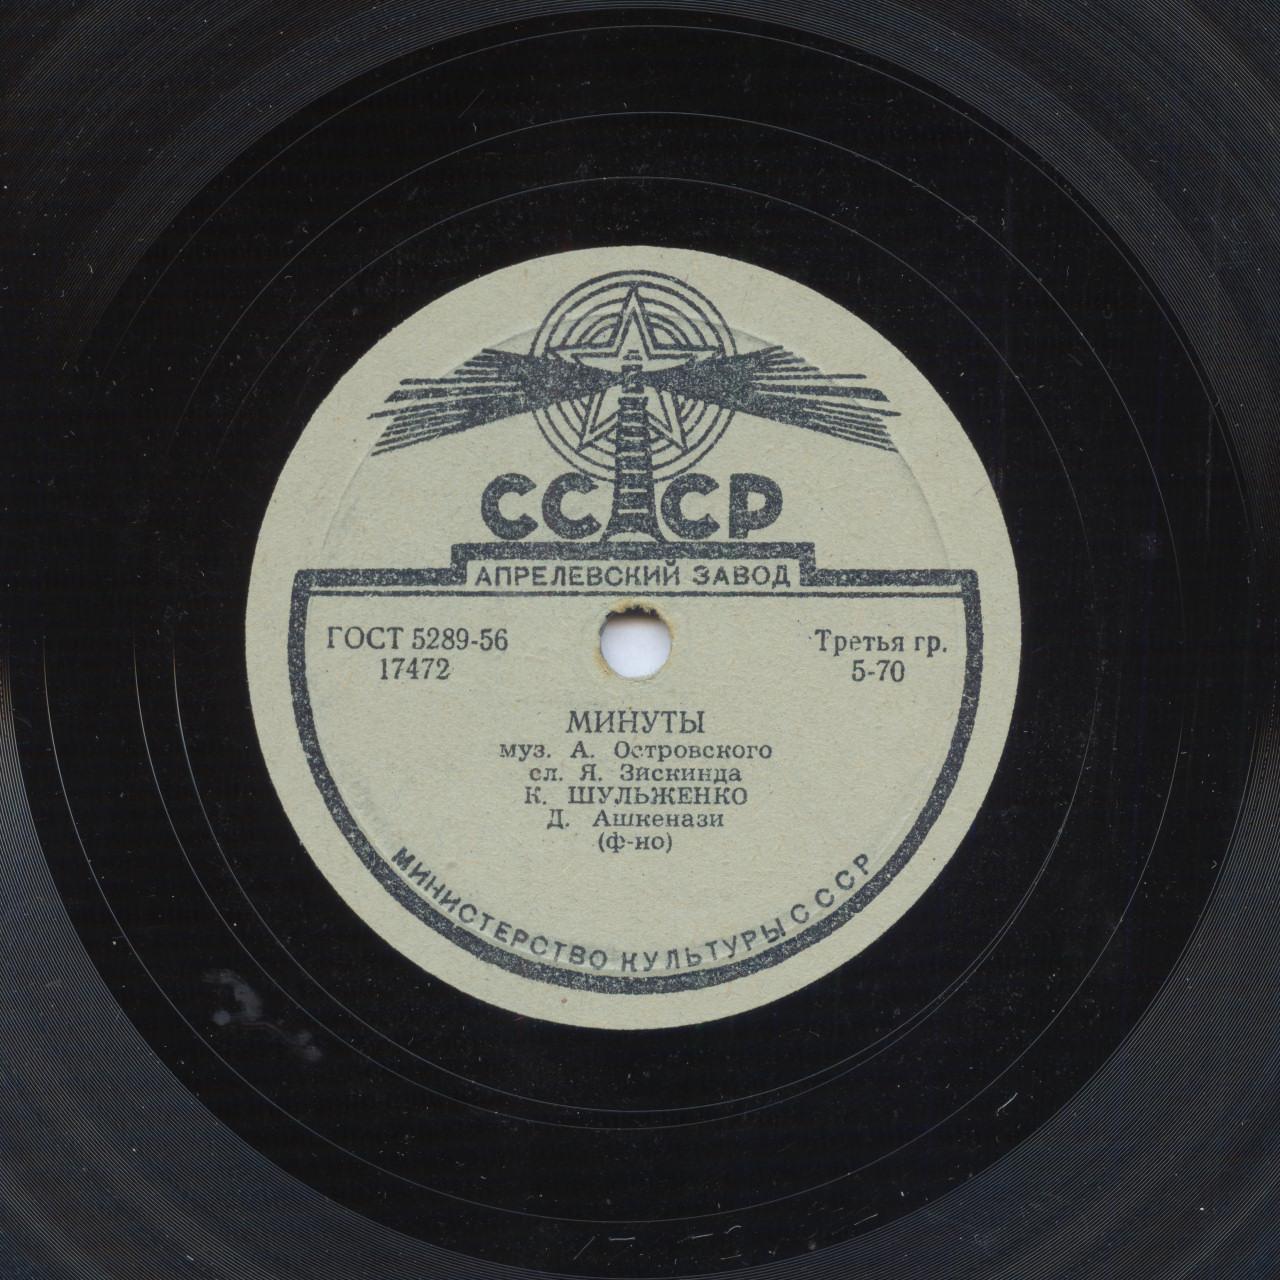 СССР
АПРЕЛЕВСКИЙ ЗАВОД
ГОСТ 5289-56
17472
Третья гр.
5-70
МИНУТЫ
муз. А. Островского
сл. Я. Зискинда
К. ШУЛЬЖЕНКО
Д. Ашкенази
(ф-но)
МИНИСТЕРСТВО КУЛЬТУРЫ СССР